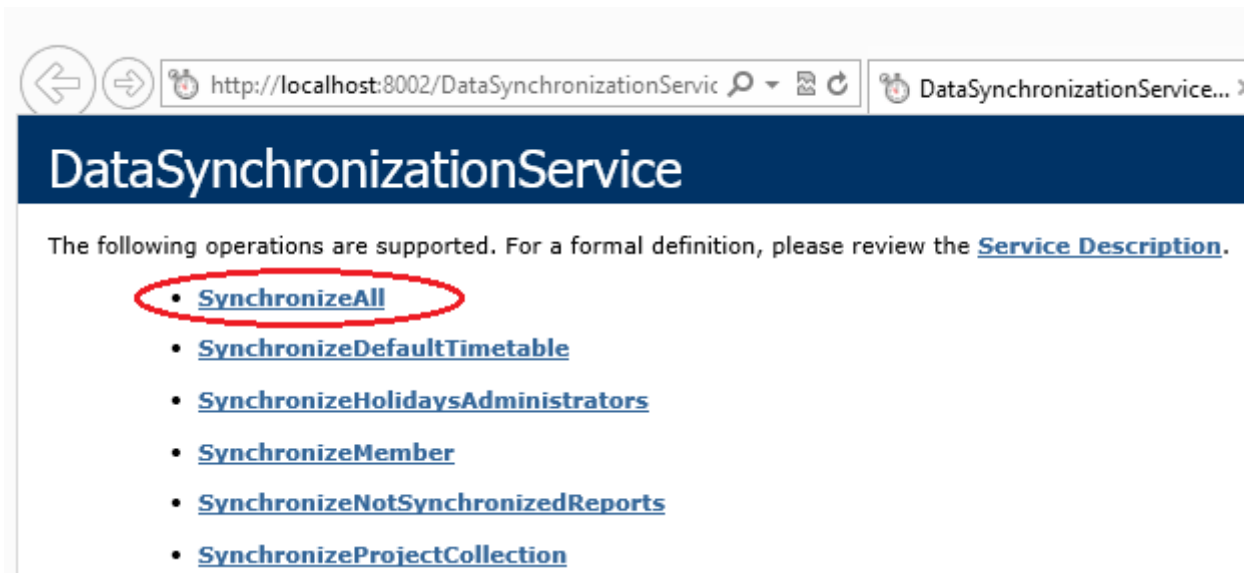 http://localhost:8002/DataSynchronizationServic
DataSynchronizationService...
DataSynchronizationService
The following operations are supported. For a formal definition, please review the Service Description.
• SynchronizeAll
• SynchronizeDefaultTimetable
• SynchronizeHolidaysAdministrators
• SynchronizeMember
• SynchronizeNotSynchronizedReports
• SynchronizeProjectCollection